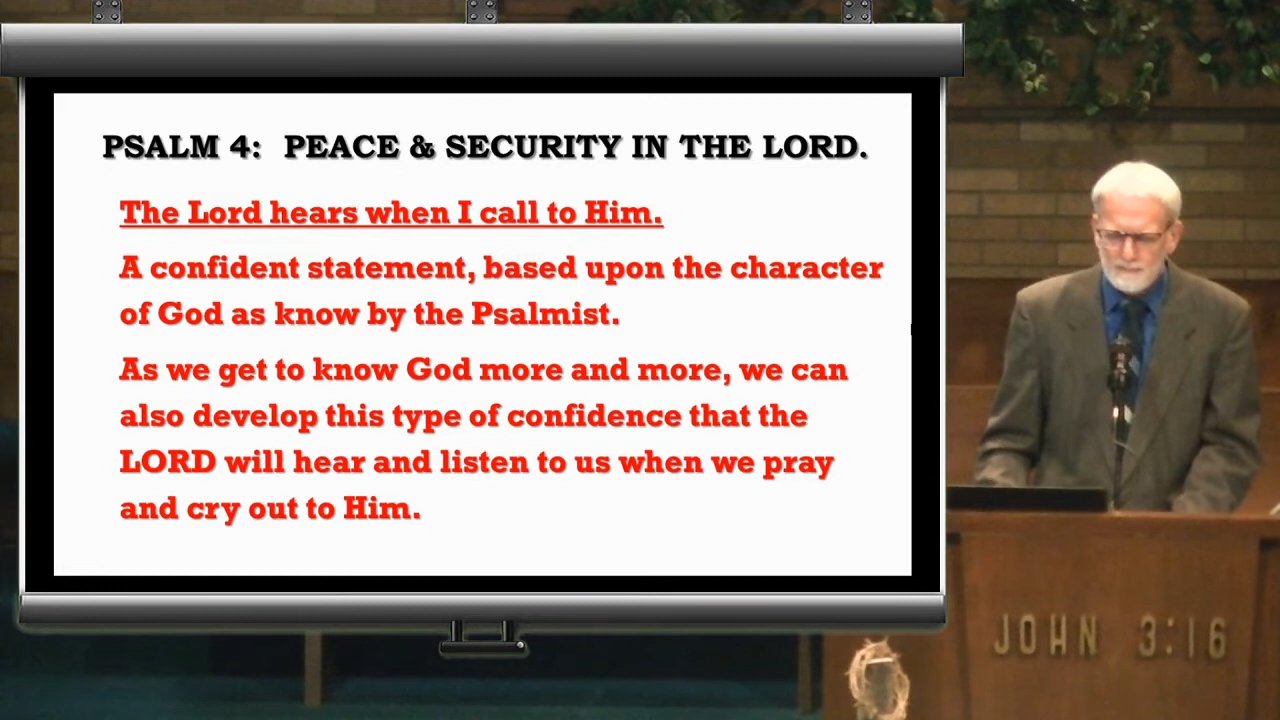 PSALM 4: PEACE & SECURITY IN THE LORD.
The Lord hears when I call to Him.
A confident statement, based upon the character
of God as know by the Psalmist.
As we get to know God more and more, we can
also develop this type of confidence that the
LORD will hear and listen to us when we pray
and cry out to Him.
JOHN 3:16